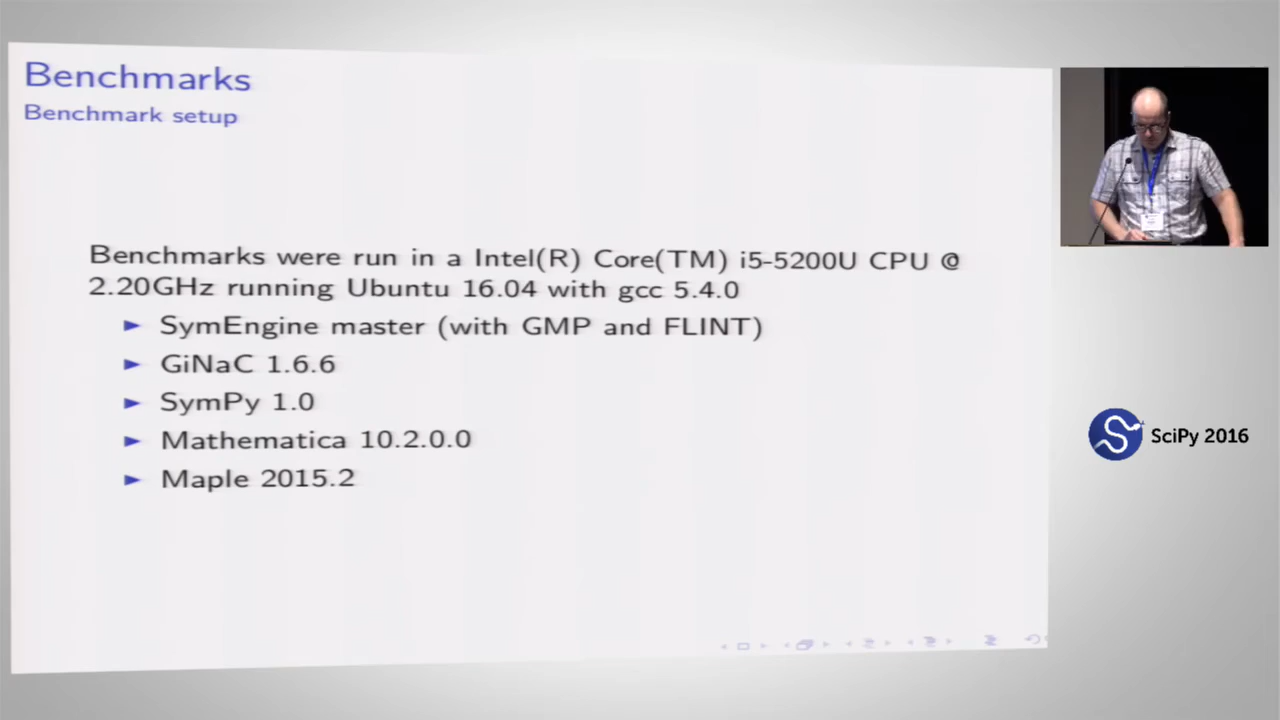 Benchmarks
Benchmark setup
Benchmarks were run in a Intel(R) Core(TM) i5-5200U CPU @
2.20GHz running Ubuntu 16.04 with gcc 5.4.0
SymEngine master (with GMP and FLINT)
GiNaC 1.6.6
SymPy 1.0
Mathematica 10.2.0.0
Maple 2015.2
SciPy 2016